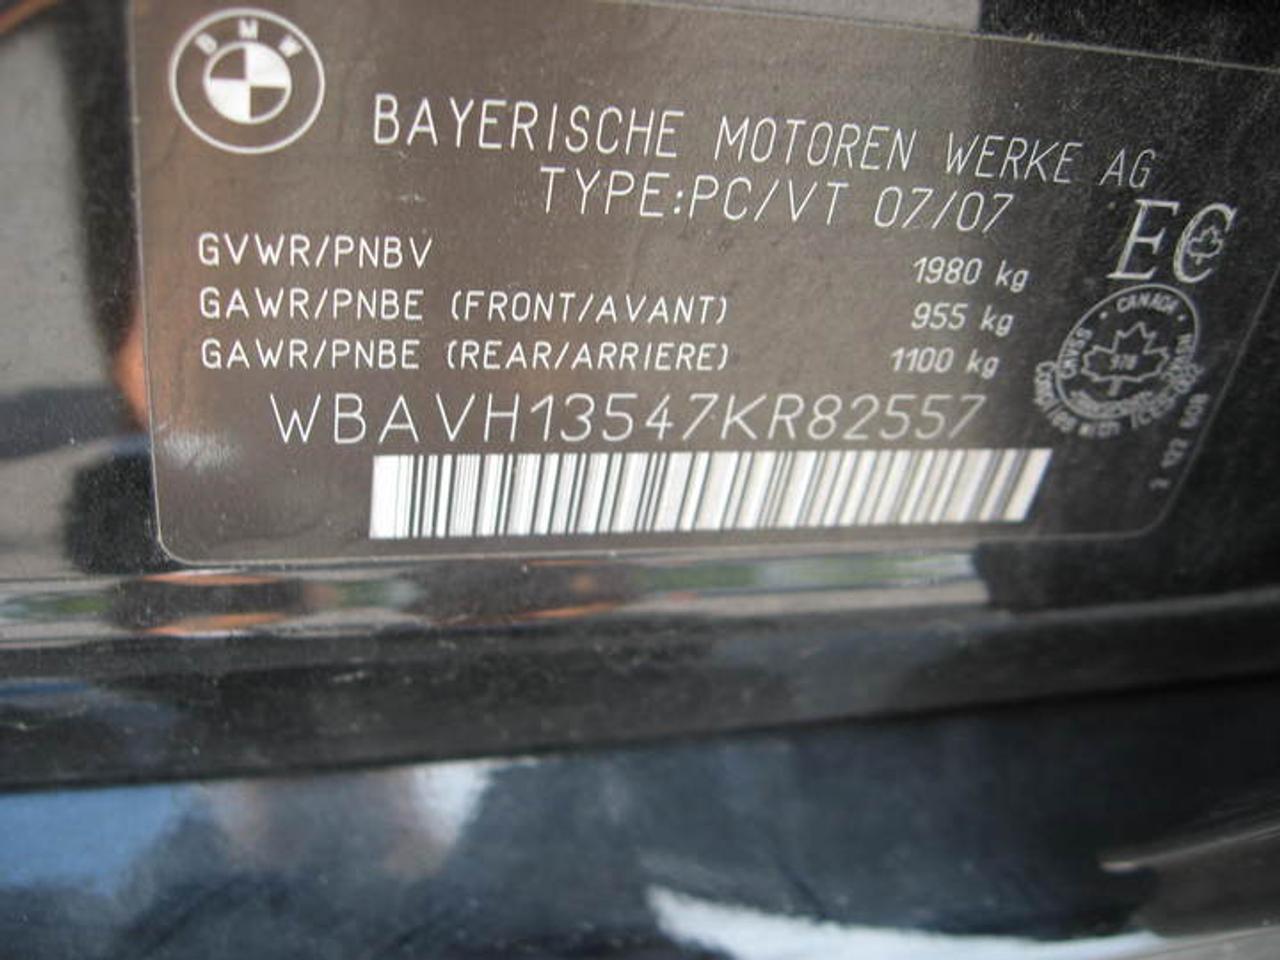 BMW
BAYERISCHE MOTOREN WERKE AG
TYPE:PC/VT 07/07
GVWR/PNBV 1980 kg
GAWR/PNBE (FRONT/AVANT) 955 kg
GAWR/PNBE (REAR/ARRIERE) 1100 kg
WBAVH13547KR82557
EC
CANADA